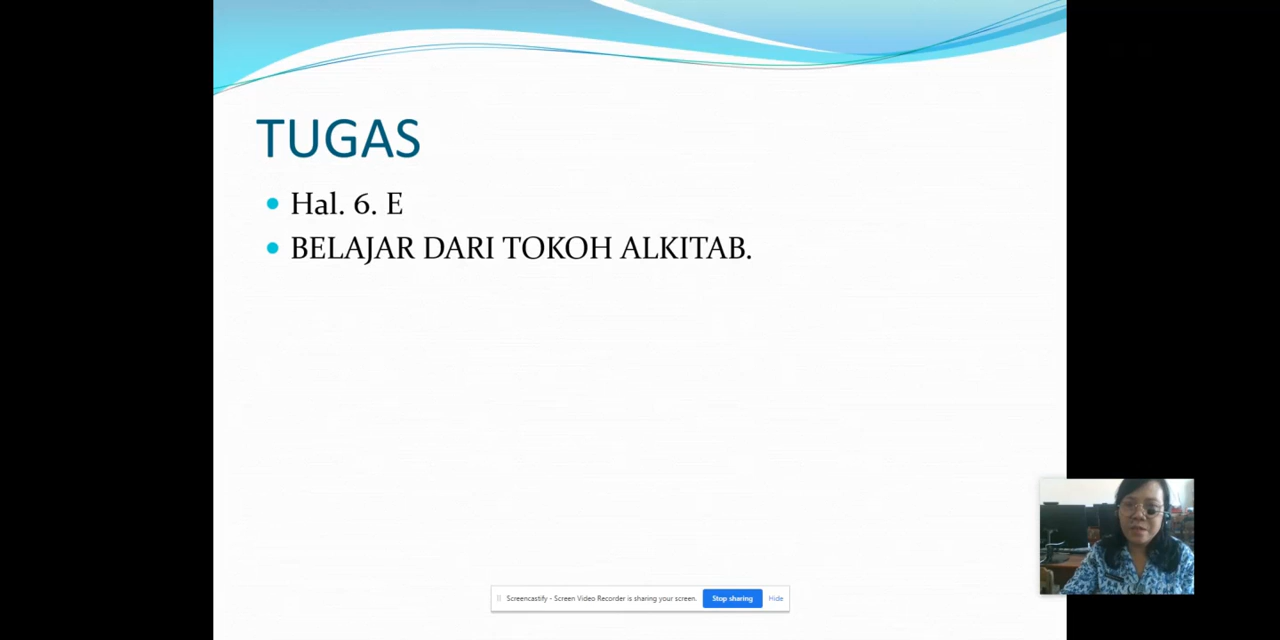 TUGAS
Hal. 6. E
BELAJAR DARI TOKOH ALKITAB.
Screencastify - Screen Video Recorder is sharing your screen. Stop sharing Hide